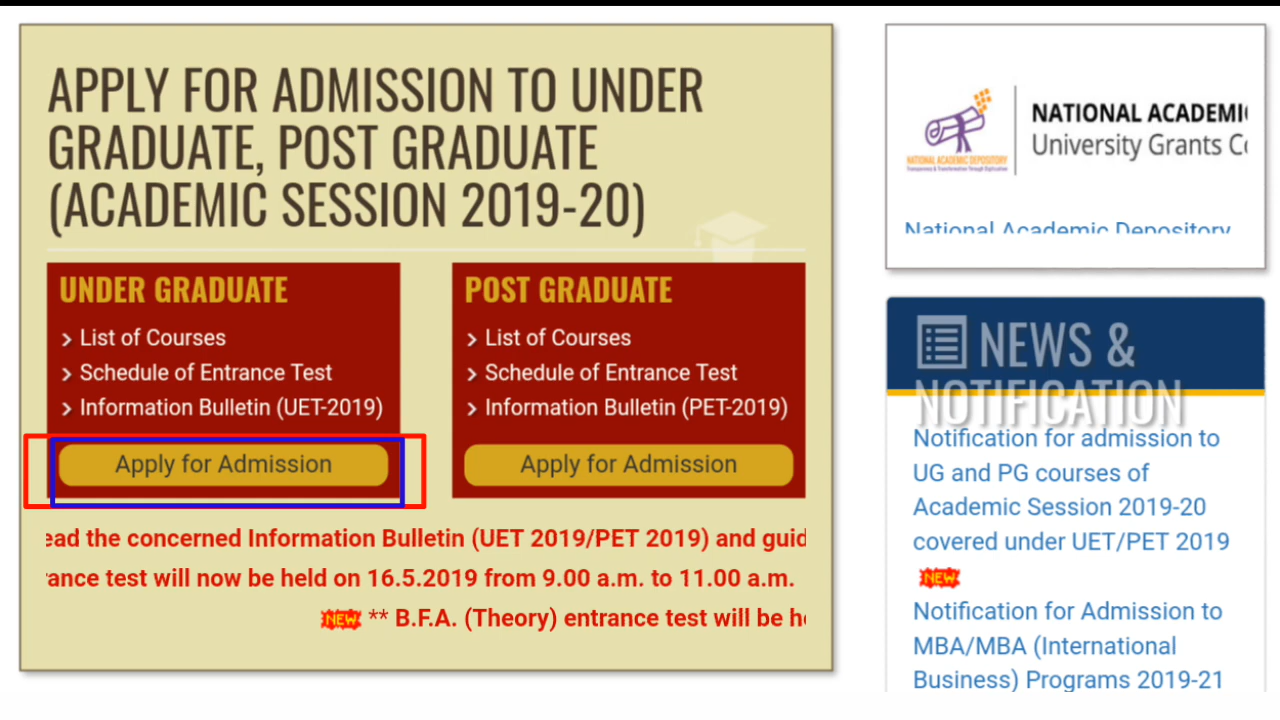 APPLY FOR ADMISSION TO UNDER
GRADUATE, POST GRADUATE
(ACADEMIC SESSION 2019-20)
UNDER GRADUATE
List of Courses
Schedule of Entrance Test
Information Bulletin (UET-2019)
Apply for Admission
POST GRADUATE
List of Courses
Schedule of Entrance Test
Information Bulletin (PET-2019)
Apply for Admission
ead the concerned Information Bulletin (UET 2019/PET 2019) and guid
rance test will now be held on 16.5.2019 from 9.00 a.m. to 11.00 a.m.
NEW ** B.F.A. (Theory) entrance test will be he
NATIONAL ACADEMIC DEPOSITORY
NATIONAL ACADEMI
University Grants Co
National Academic Depository
NEWS &
NOTIFICATION
Notification for admission to
UG and PG courses of
Academic Session 2019-20
covered under UET/PET 2019
NEW
Notification for Admission to
MBA/MBA (International
Business) Programs 2019-21